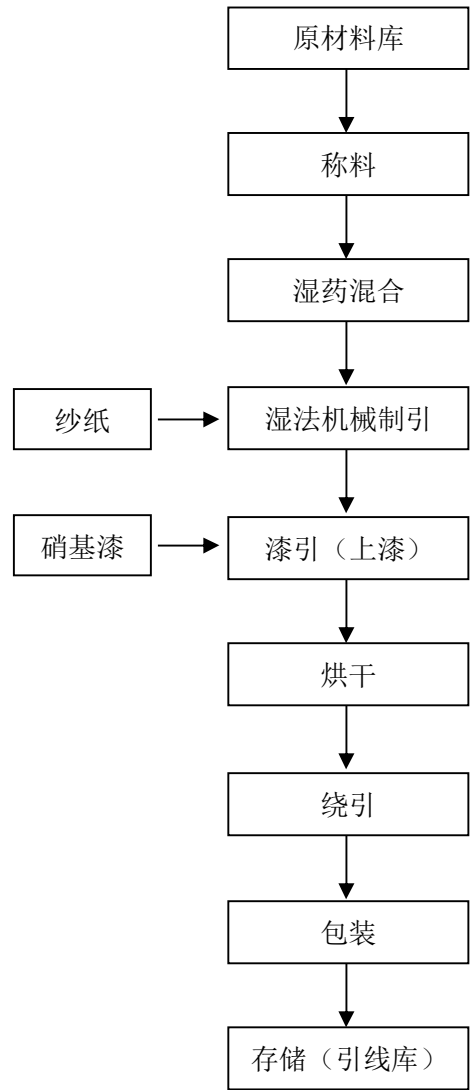 原材料库
称料
湿药混合
纱纸
湿法机械制引
硝基漆
漆引（上漆）
烘干
绕引
包装
存储（引线库）